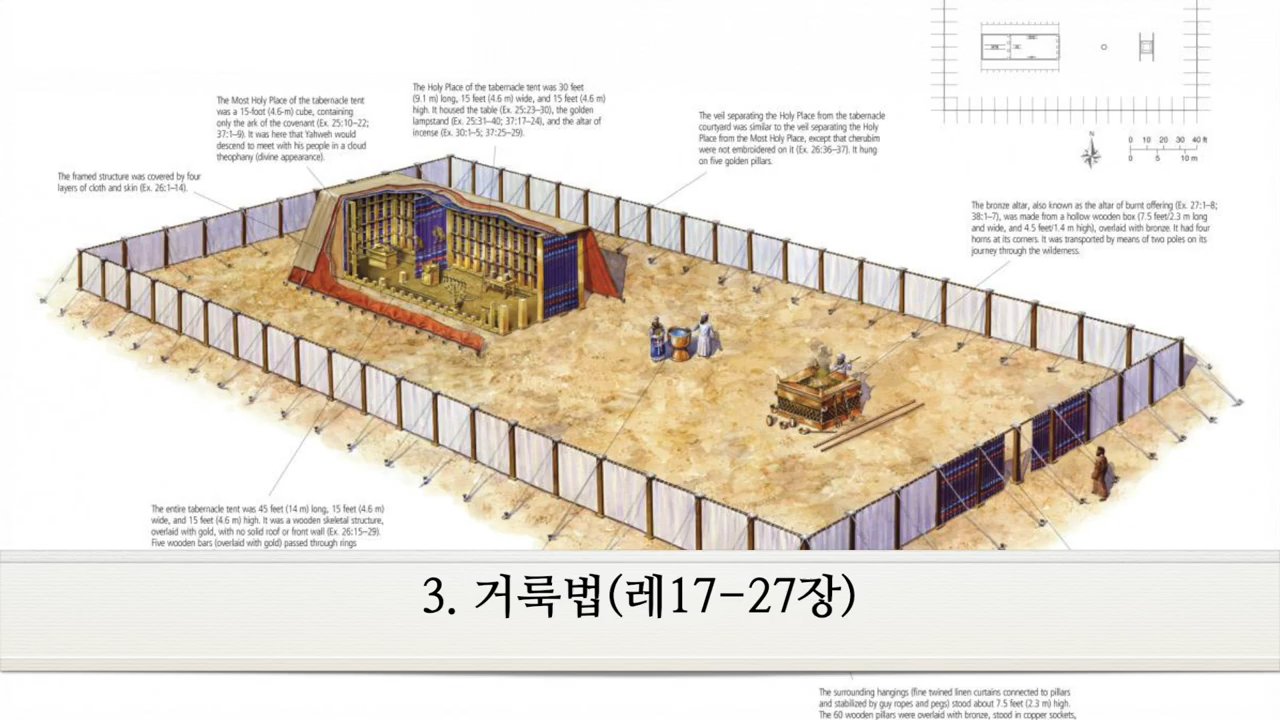 The Most Holy Place of the tabernacle tent
was a 15-foot (4.6-m) cube, containing
only the ark of the covenant (Ex. 25:10–22;
37:1–9). It was here that Yahweh would
descend to meet with his people in a cloud
theophany (divine appearance).
The Holy Place of the tabernacle tent was 30 feet
(9.1 m) long, 15 feet (4.6 m) wide, and 15 feet (4.6 m)
high. It housed the table (Ex. 25:23–30), the golden
lampstand (Ex. 25:31–40; 37:17–24), and the altar of
incense (Ex. 30:1–5; 37:25–29).
The veil separating the Holy Place from the tabernacle
courtyard was similar to the veil separating the Holy
Place from the Most Holy Place, except that cherubim
were not embroidered on it (Ex. 26:36–37). It hung
on five golden pillars.
N
0 10 20 30 40 ft
0 5 10 m
The framed structure was covered by four
layers of cloth and skin (Ex. 26:1–14).
The bronze altar, also known as the altar of burnt offering (Ex. 27:1–8;
38:1–7), was made from a hollow wooden box (7.5 feet/2.3 m long
and wide, and 4.5 feet/1.4 m high), overlaid with bronze. It had four
horns at its corners. It was transported by means of two poles on its
journey through the wilderness.
The entire tabernacle tent was 45 feet (14 m) long, 15 feet (4.6 m)
wide, and 15 feet (4.6 m) high. It was a wooden skeletal structure,
overlaid with gold, with no solid roof or front wall (Ex. 26:15–29).
Five wooden bars (overlaid with gold) passed through rings
3. 거룩법(레17-27장)
The surrounding hangings (fine twined linen curtains connected to pillars
and stabilized by guy ropes and pegs) stood about 7.5 feet (2.3 m) high.
The 60 wooden pillars were overlaid with bronze, stood in copper sockets,